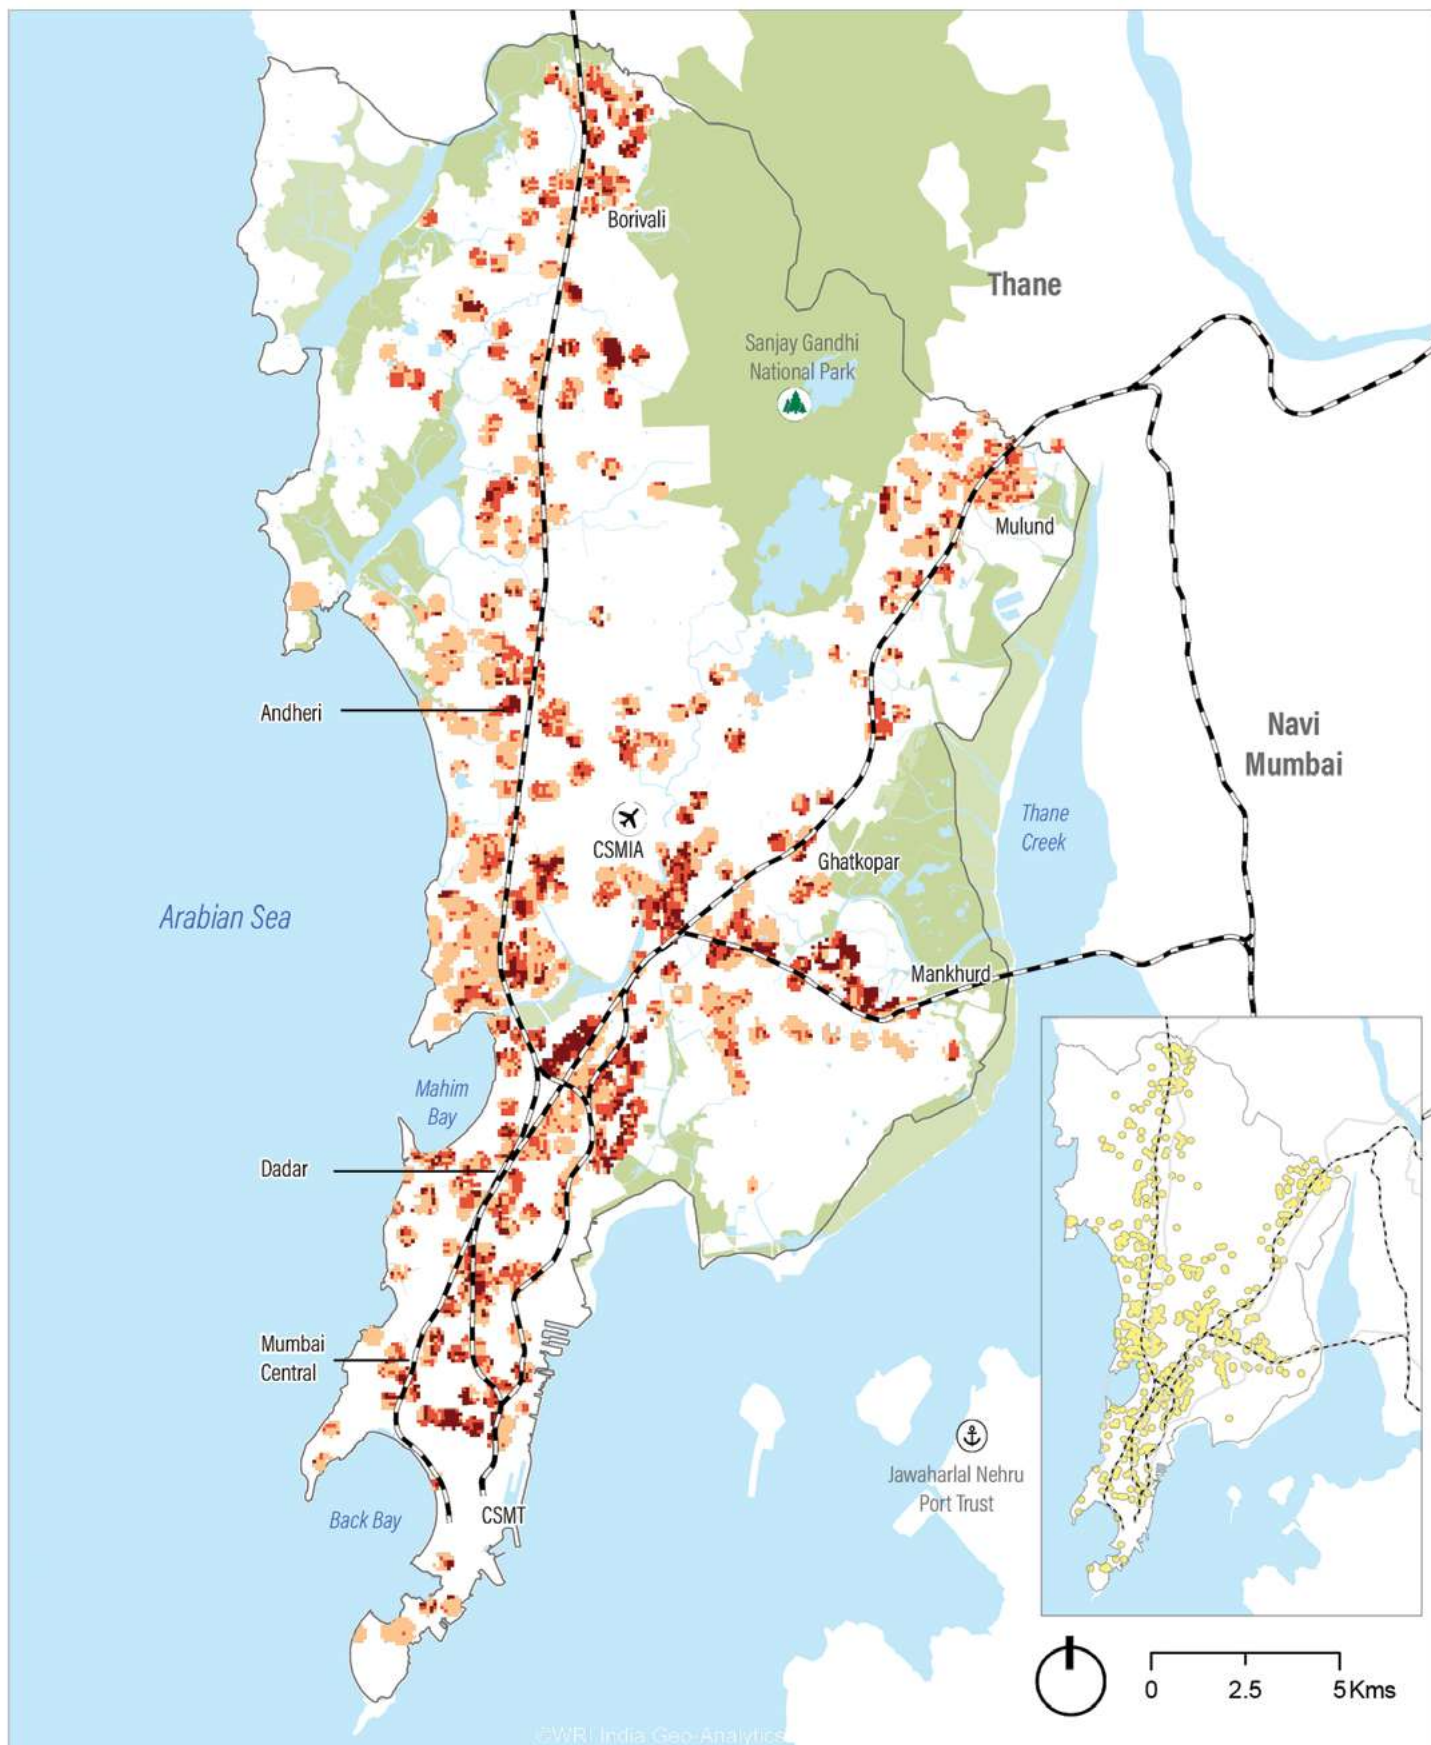 Borivali
Thane
Sanjay Gandhi
National Park
Mulund
Andheri
Navi
Mumbai
Thane
Creek
CSMIA
Ghatkopar
Arabian Sea
Mankhurd
Mahim
Bay
Dadar
Mumbai
Central
Jawaharlal Nehru
Port Trust
Back Bay
CSMT
0 2.5 5 Kms
©WRI India Geo-Analytics